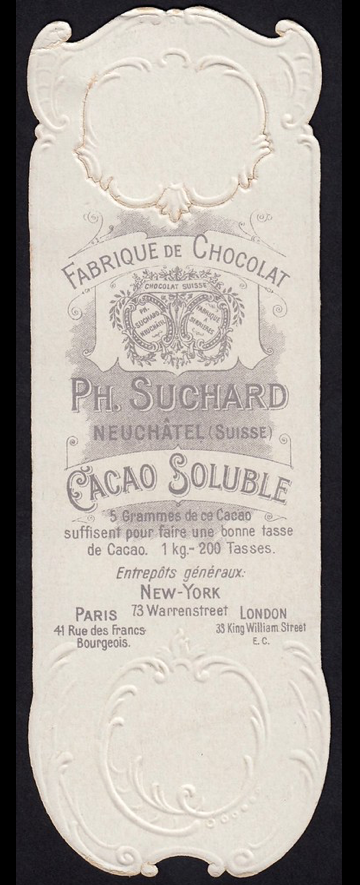 FABRIQUE DE CHOCOLAT
CHOCOLAT SUISSE
PH. SUCHARD NEUCHÂTEL
FABRIQUE A SERRIÈRES
PH. SUCHARD
NEUCHÂTEL (SUISSE)
CACAO SOLUBLE
5 Grammes de ce Cacao
suffisent pour faire une bonne tasse
de Cacao. 1 kg.- 200 Tasses.
Entrepôts généraux:
NEW-YORK
73 Warrenstreet
PARIS
41 Rue des Francs
Bourgeois.
LONDON
33 King William Street
E.C.